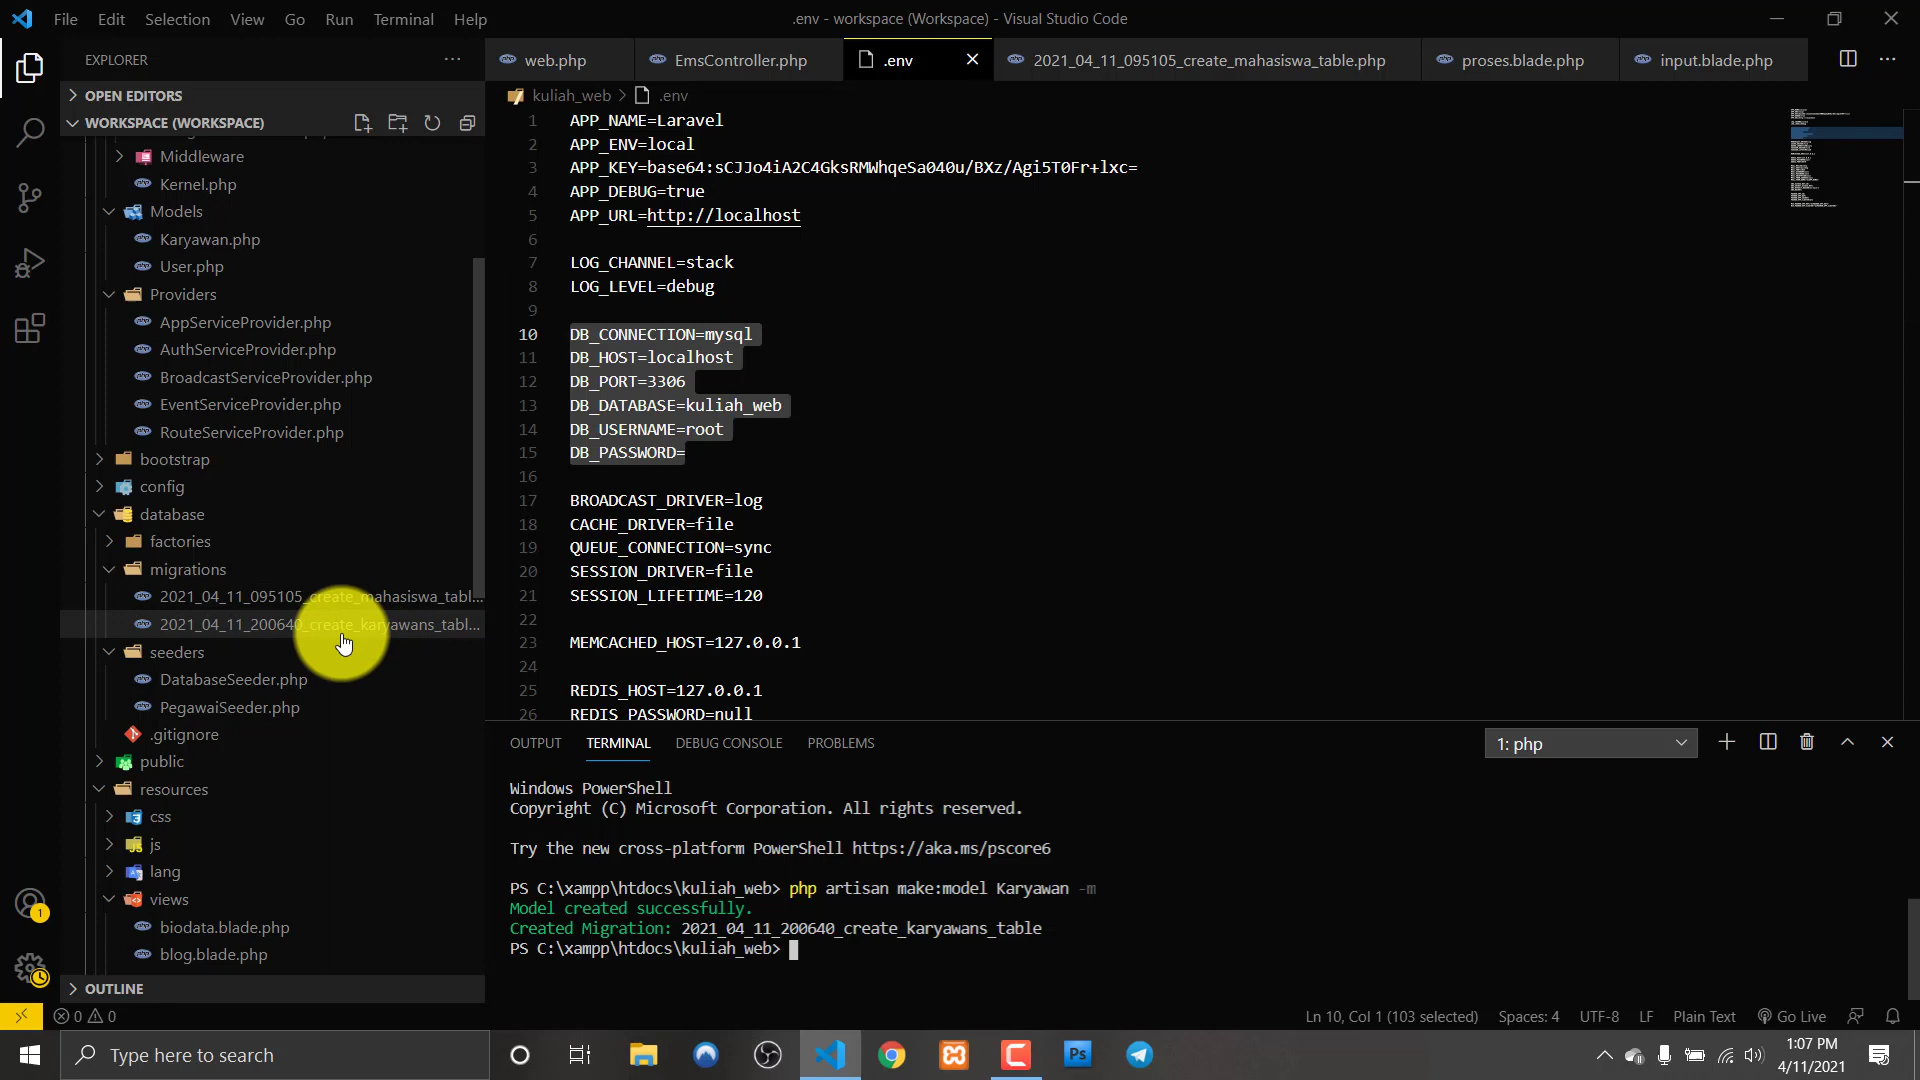 File Edit Selection View Go Run Terminal Help
.env - workspace (Workspace) - Visual Studio Code
EXPLORER
OPEN EDITORS
WORKSPACE (WORKSPACE)
Middleware
Kernel.php
Models
Karyawan.php
User.php
Providers
AppServiceProvider.php
AuthServiceProvider.php
BroadcastServiceProvider.php
EventServiceProvider.php
RouteServiceProvider.php
bootstrap
config
database
factories
migrations
2021_04_11_095105_create_mahasiswa_tabl...
2021_04_11_200640_create_karyawans_tabl...
seeders
DatabaseSeeder.php
PegawaiSeeder.php
.gitignore
public
resources
css
js
lang
views
biodata.blade.php
blog.blade.php
OUTLINE
web.php EmsController.php .env 2021_04_11_095105_create_mahasiswa_table.php proses.blade.php input.blade.php
kuliah_web > .env
1 APP_NAME=Laravel
2 APP_ENV=local
3 APP_KEY=base64:sCJJo4iA2C4GksRMWhqeSa040u/BXz/Agi5T0Fr+lxc=
4 APP_DEBUG=true
5 APP_URL=http://localhost
6
7 LOG_CHANNEL=stack
8 LOG_LEVEL=debug
9
10 DB_CONNECTION=mysql
11 DB_HOST=localhost
12 DB_PORT=3306
13 DB_DATABASE=kuliah_web
14 DB_USERNAME=root
15 DB_PASSWORD=
16
17 BROADCAST_DRIVER=log
18 CACHE_DRIVER=file
19 QUEUE_CONNECTION=sync
20 SESSION_DRIVER=file
21 SESSION_LIFETIME=120
22
23 MEMCACHED_HOST=127.0.0.1
24
25 REDIS_HOST=127.0.0.1
26 REDIS_PASSWORD=null
OUTPUT TERMINAL DEBUG CONSOLE PROBLEMS
1: php
Windows PowerShell
Copyright (C) Microsoft Corporation. All rights reserved.
Try the new cross-platform PowerShell https://aka.ms/pscore6
PS C:\xampp\htdocs\kuliah_web> php artisan make:model Karyawan -m
Model created successfully.
Created Migration: 2021_04_11_200640_create_karyawans_table
PS C:\xampp\htdocs\kuliah_web>
0 0
Ln 10, Col 1 (103 selected) Spaces: 4 UTF-8 LF Plain Text Go Live
1
Type here to search
Ps
1:07 PM
4/11/2021